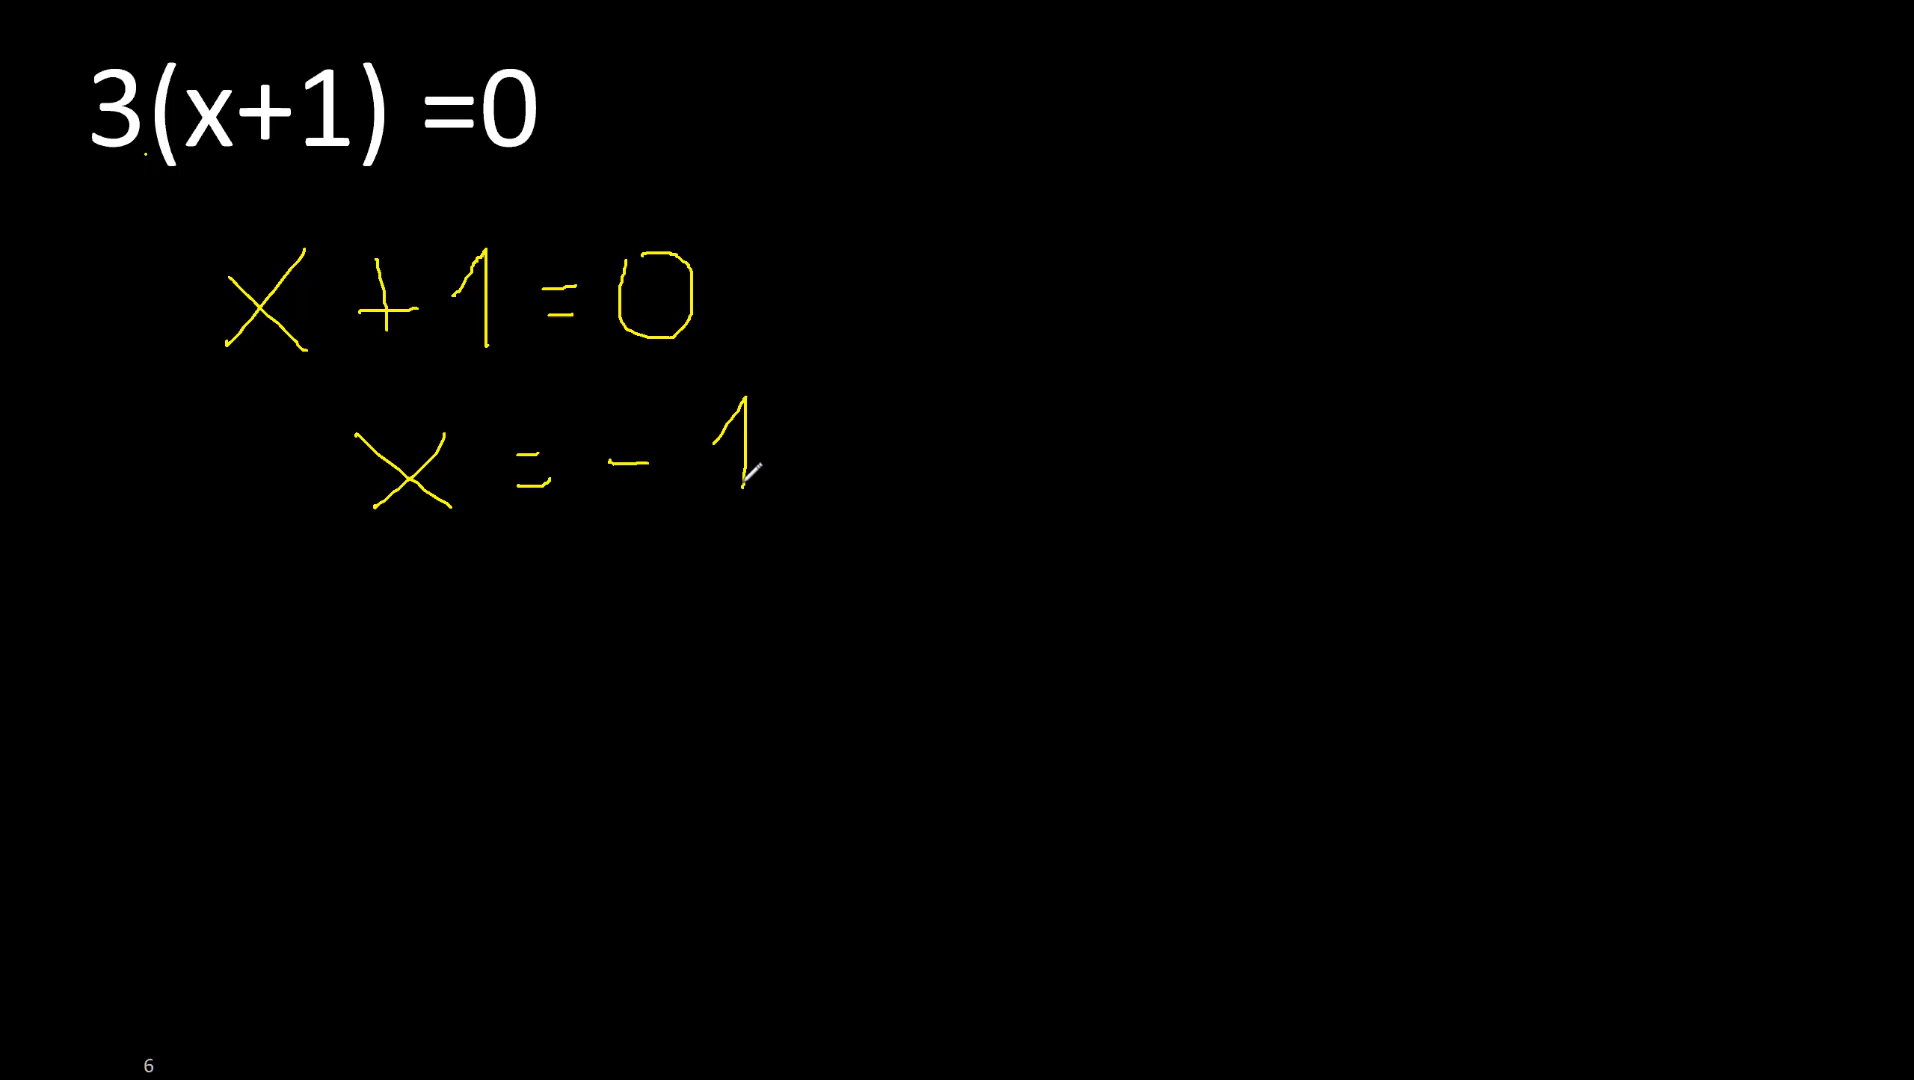 3(x+1) =0
x + 1 = 0
x = - 1
6